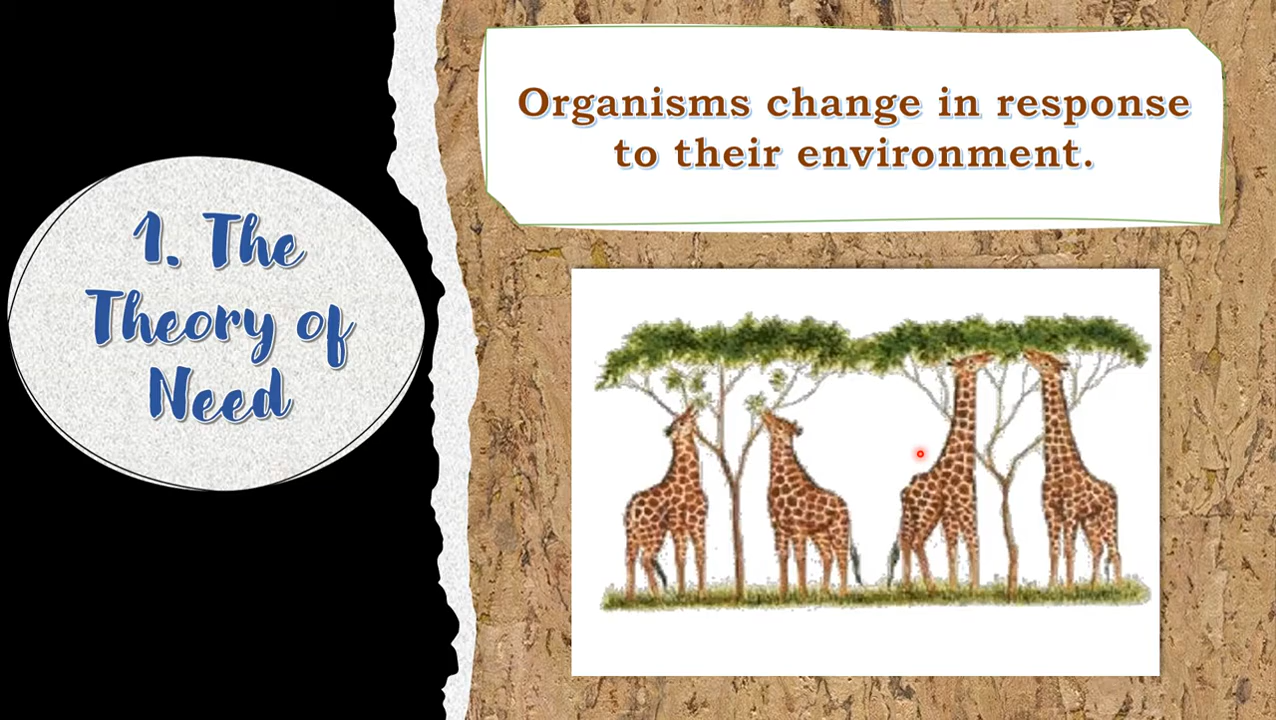 1. The
Theory of
Need
Organisms change in response
to their environment.